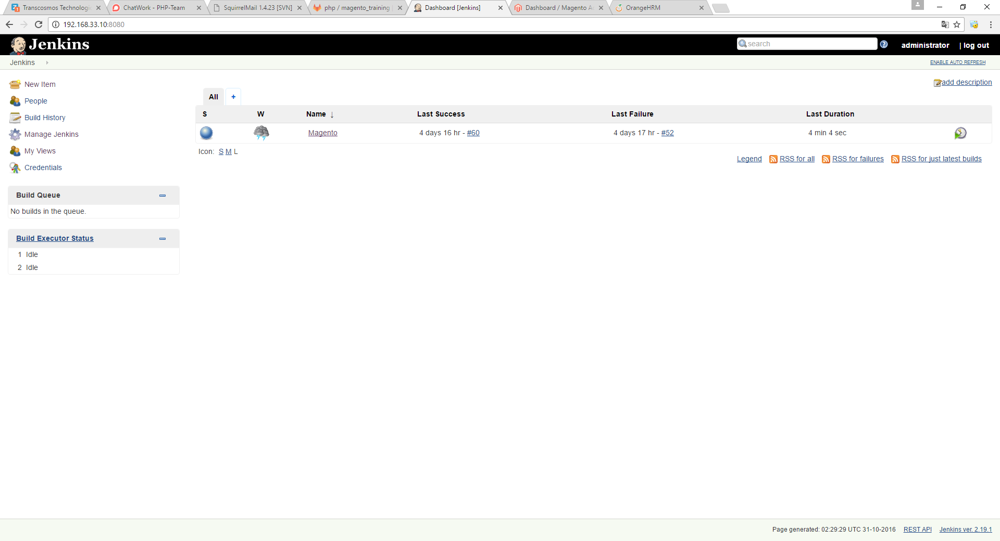 Transcosmos Technologic
ChatWork - PHP-Team
SquirrelMail 1.4.23 [SVN]
php / magento_training
Dashboard [Jenkins]
Dashboard / Magento Ad
OrangeHRM
192.168.33.10:8080
Jenkins
search
administrator
| log out
Jenkins
ENABLE AUTO REFRESH
New Item
People
Build History
Manage Jenkins
My Views
Credentials
Build Queue
No builds in the queue.
Build Executor Status
1 Idle
2 Idle
add description
All +
S W Name ↓ Last Success Last Failure Last Duration
Magento 4 days 16 hr - #60 4 days 17 hr - #52 4 min 4 sec
Icon: S M L
Legend RSS for all RSS for failures RSS for just latest builds
Page generated: 02:29:29 UTC 31-10-2016 REST API Jenkins ver. 2.19.1